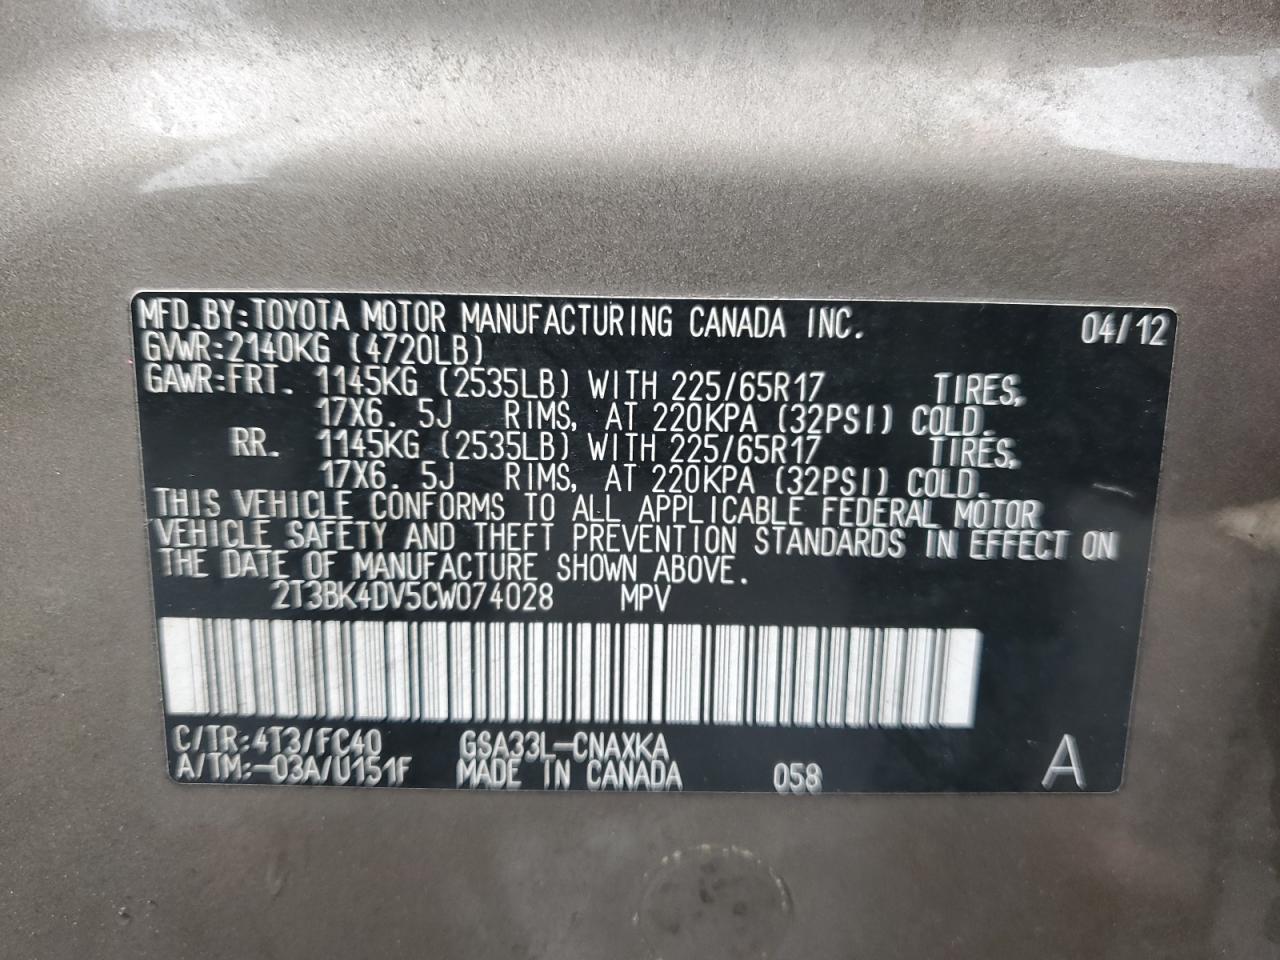 MFD.BY:TOYOTA MOTOR MANUFACTURING CANADA INC. 04/12
GVWR:2140KG (4720LB)
GAWR:FRT. 1145KG (2535LB) WITH 225/65R17 TIRES,
17X6. 5J RIMS, AT 220KPA (32PSI) COLD.
RR. 1145KG (2535LB) WITH 225/65R17 TIRES,
17X6. 5J RIMS, AT 220KPA (32PSI) COLD.
THIS VEHICLE CONFORMS TO ALL APPLICABLE FEDERAL MOTOR
VEHICLE SAFETY AND THEFT PREVENTION STANDARDS IN EFFECT ON
THE DATE OF MANUFACTURE SHOWN ABOVE.
2T3BK4DV5CW074028 MPV
C/TR:4T3/FC40 GSA33L-CNAXKA
A/TM:-03A/U151F MADE IN CANADA 058 A